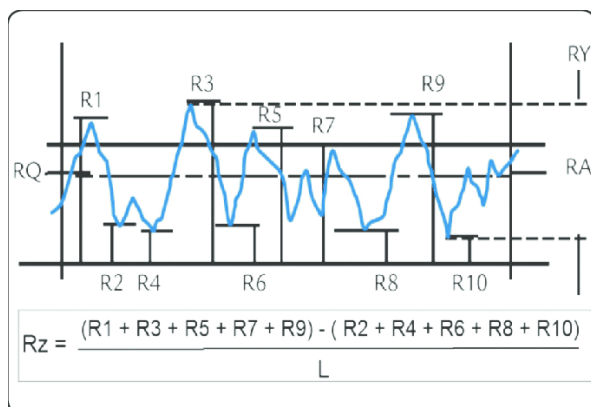 RY
R3
R9
R1
R5
R7
RQ
RA
R2 R4 R6 R8 R10
Rz = (R1 + R3 + R5 + R7 + R9) - ( R2 + R4 + R6 + R8 + R10)
L